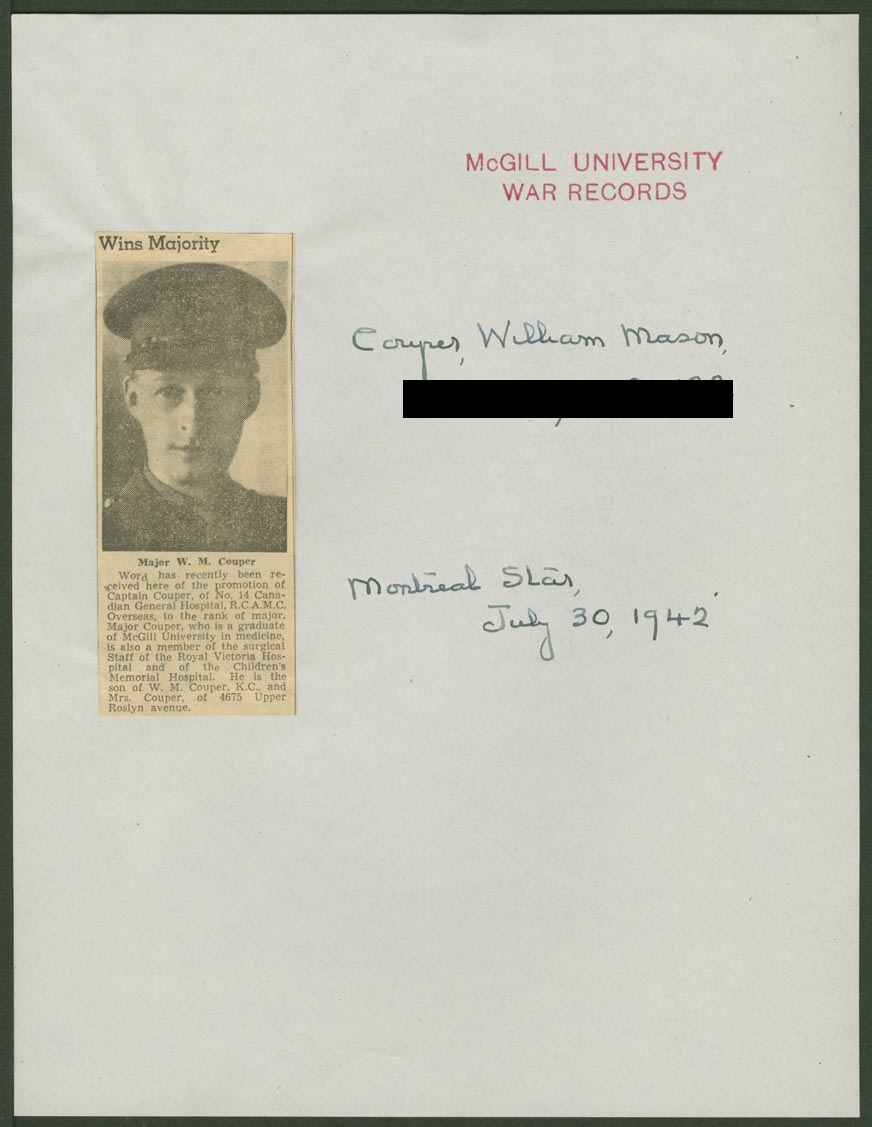 McGILL UNIVERSITY
WAR RECORDS
Wins Majority
Couper, William Mason,
Major W. M. Couper
Word has recently been re-
ceived here of the promotion of
Captain Couper, of No. 14 Cana-
dian General Hospital, R.C.A.M.C.
Overseas, to the rank of major.
Major Couper, who is a graduate
of McGill University in medicine,
is also a member of the surgical
Staff of the Royal Victoria Hos-
pital and of the Children's
Memorial Hospital. He is the
son of W. M. Couper, K.C., and
Mrs. Couper, of 4675 Upper
Roslyn avenue.
Montreal Star,
July 30, 1942